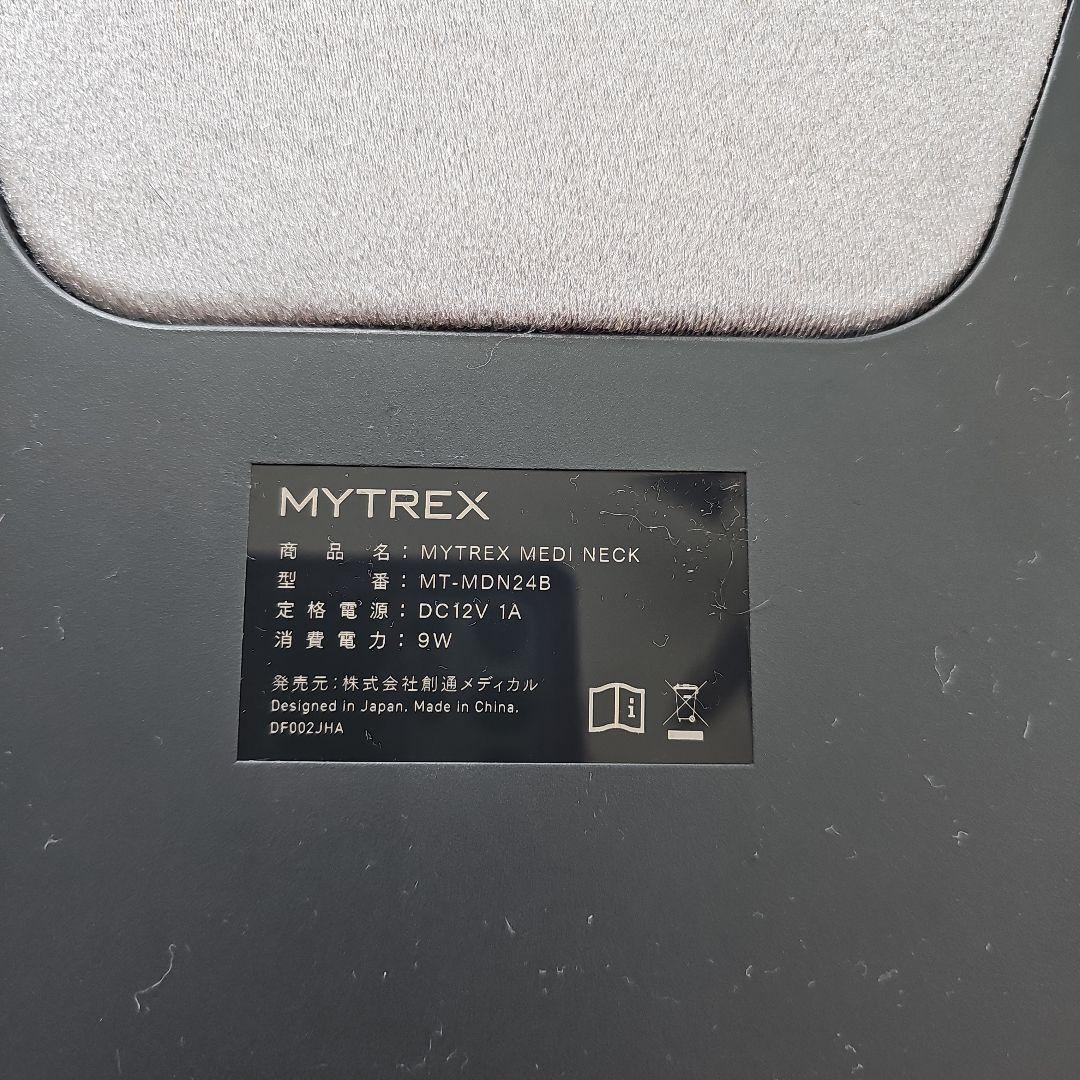 MYTREX
商品名：MYTREX MEDI NECK
型番：MT-MDN24B
定格電源：DC12V 1A
消費電力：9W
発売元：株式会社創通メディカル
Designed in Japan. Made in China.
DF002JHA